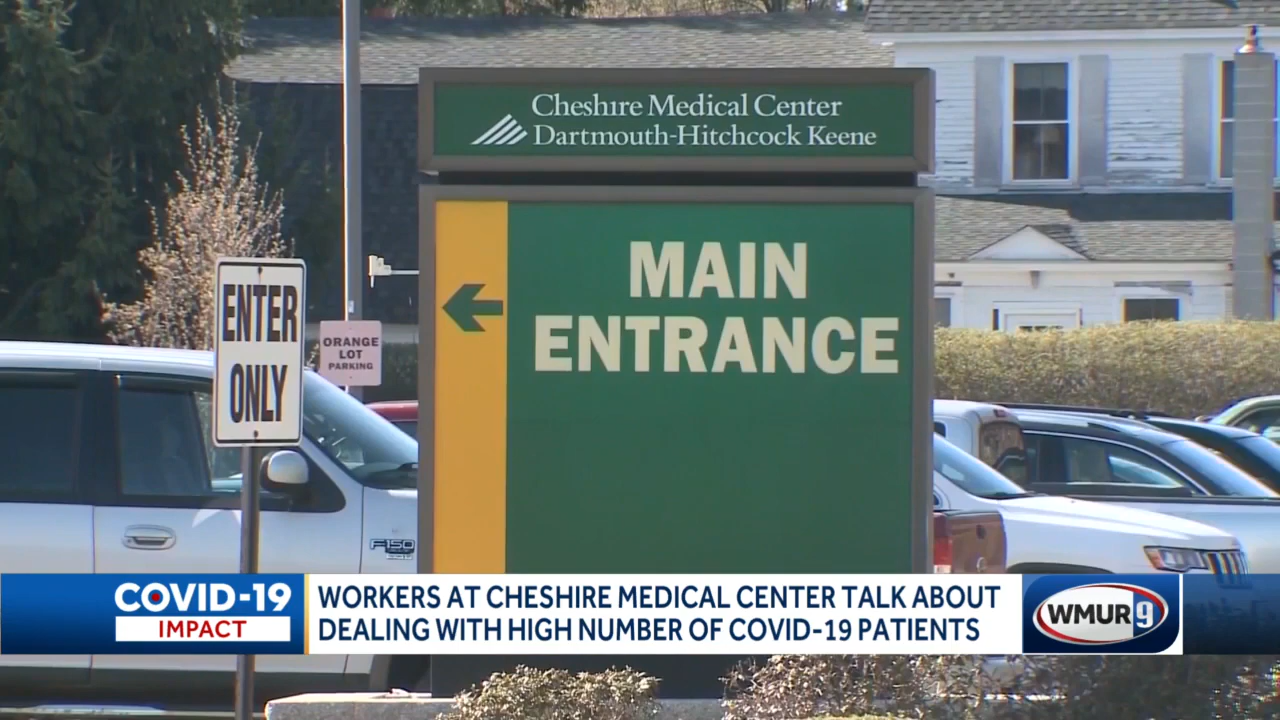 Cheshire Medical Center
Dartmouth-Hitchcock Keene
MAIN
ENTRANCE
ENTER
ONLY
ORANGE
LOT
PARKING
F150
COVID-19
IMPACT
WORKERS AT CHESHIRE MEDICAL CENTER TALK ABOUT
DEALING WITH HIGH NUMBER OF COVID-19 PATIENTS
WMUR9